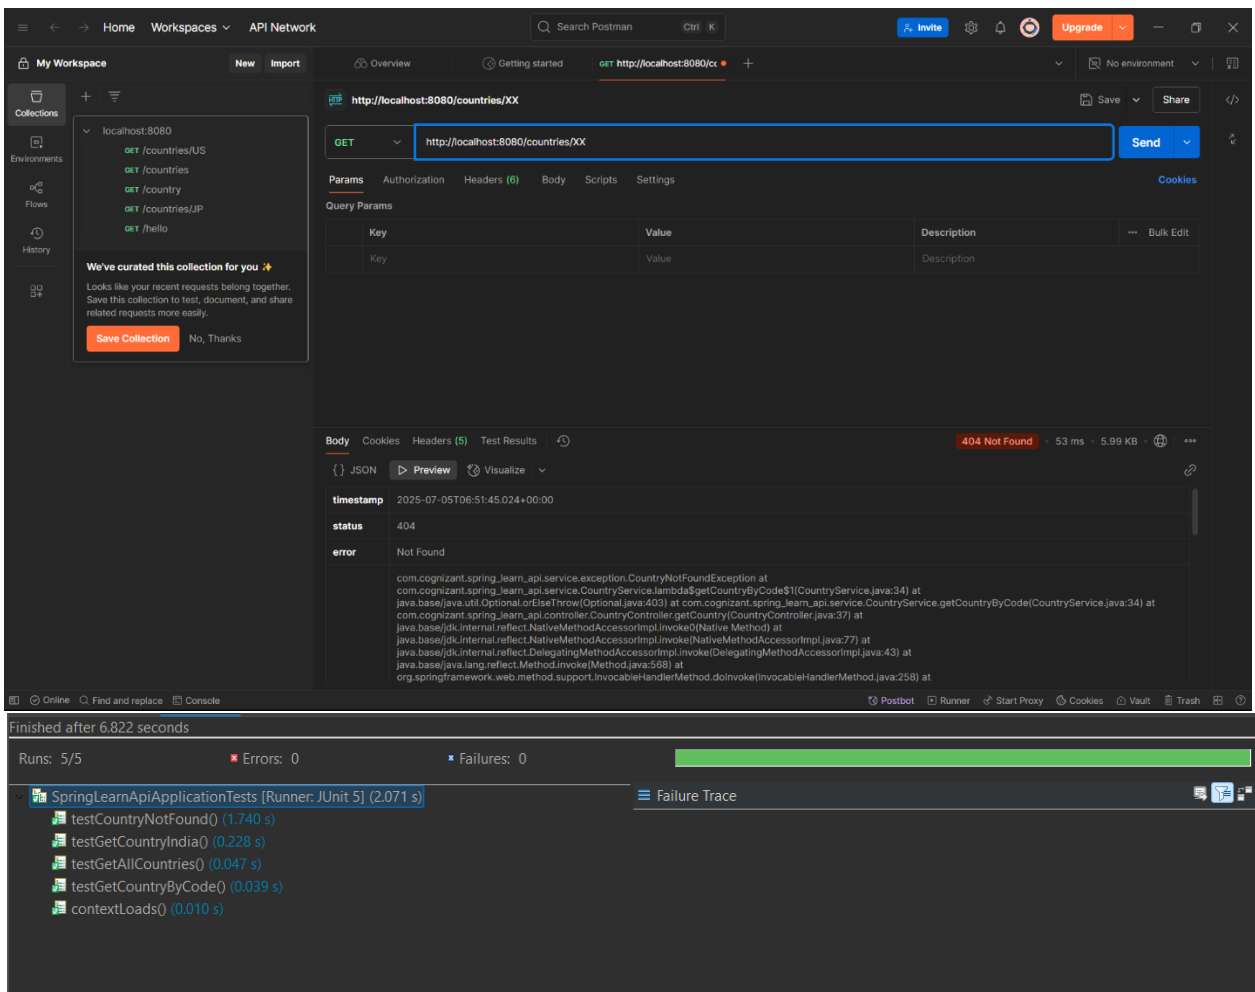 Home Workspaces API Network Search Postman Ctrl K Invite Upgrade
My Workspace New Import Overview Getting started GET http://localhost:8080/cc No environment
Collections
Environments
Flows
History
localhost:8080
GET /countries/US
GET /countries
GET /country
GET /countries/JP
GET /hello
We've curated this collection for you
Looks like your recent requests belong together.
Save this collection to test, document, and share
related requests more easily.
Save Collection No, Thanks
HTTP http://localhost:8080/countries/XX Save Share
GET http://localhost:8080/countries/XX Send
Params Authorization Headers (6) Body Scripts Settings Cookies
Query Params
Key Value Description Bulk Edit
Key Value Description
Body Cookies Headers (5) Test Results 404 Not Found 53 ms 5.99 KB
{} JSON Preview Visualize
timestamp 2025-07-05T06:51:45.024+00:00
status 404
error Not Found
com.cognizant.spring_learn_api.service.exception.CountryNotFoundException at
com.cognizant.spring_learn_api.service.CountryService.lambda$getCountryByCode$1(CountryService.java:34) at
java.base/java.util.Optional.orElseThrow(Optional.java:403) at com.cognizant.spring_learn_api.service.CountryService.getCountryByCode(CountryService.java:34) at
com.cognizant.spring_learn_api.controller.CountryController.getCountry(CountryController.java:37) at
java.base/jdk.internal.reflect.NativeMethodAccessorImpl.invoke0(Native Method) at
java.base/jdk.internal.reflect.NativeMethodAccessorImpl.invoke(NativeMethodAccessorImpl.java:77) at
java.base/jdk.internal.reflect.DelegatingMethodAccessorImpl.invoke(DelegatingMethodAccessorImpl.java:43) at
java.base/java.lang.reflect.Method.invoke(Method.java:568) at
org.springframework.web.method.support.InvocableHandlerMethod.doInvoke(InvocableHandlerMethod.java:258) at
Online Find and replace Console Postbot Runner Start Proxy Cookies Vault Trash
Finished after 6.822 seconds
Runs: 5/5 Errors: 0 Failures: 0
SpringLearnApiApplicationTests [Runner: JUnit 5] (2.071 s) Failure Trace
testCountryNotFound() (1.740 s)
testGetCountryIndia() (0.228 s)
testGetAllCountries() (0.047 s)
testGetCountryByCode() (0.039 s)
contextLoads() (0.010 s)